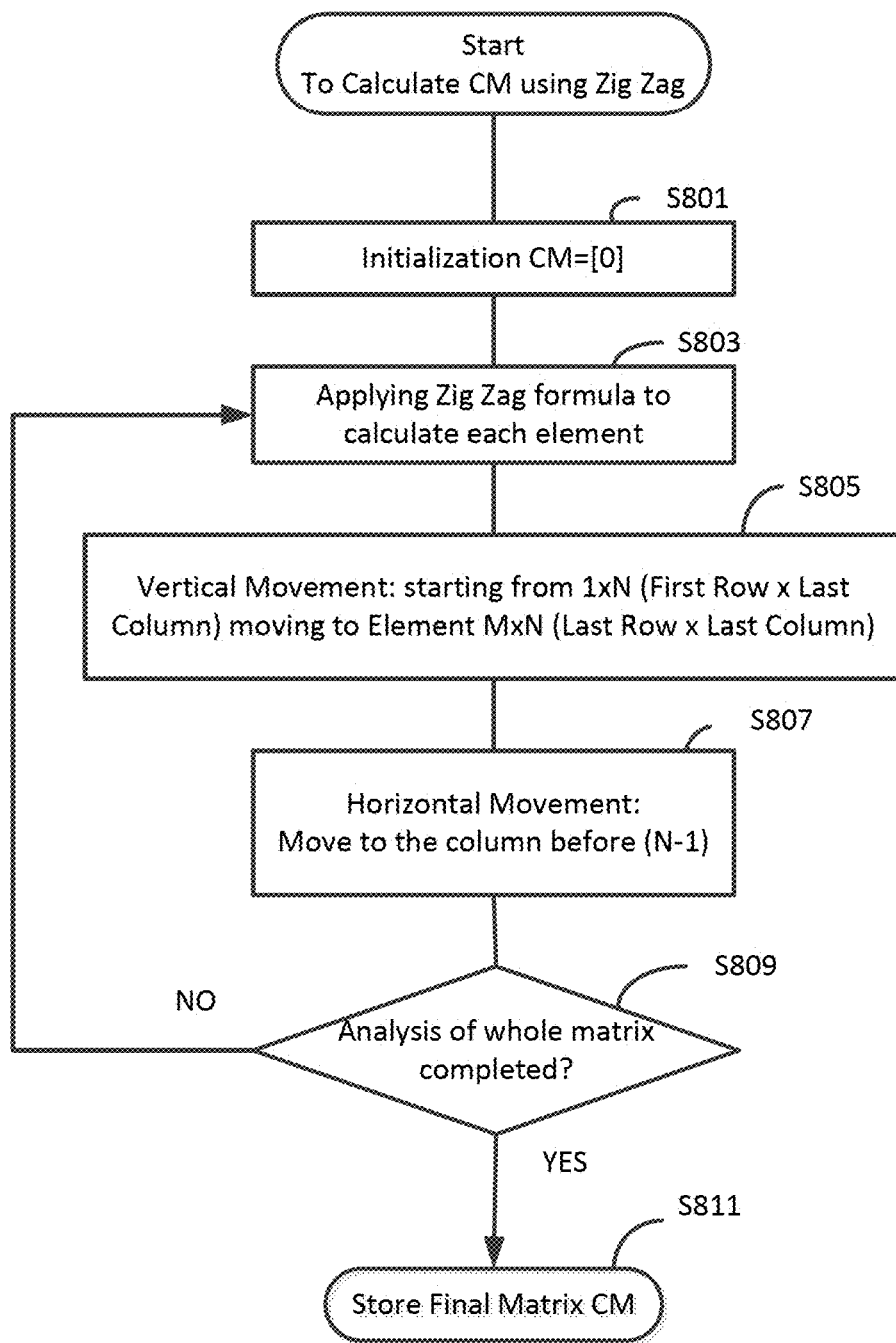 Start
To Calculate CM using Zig Zag
S801
Initialization CM=[0]
S803
Applying Zig Zag formula to
calculate each element
S805
Vertical Movement: starting from 1xN (First Row x Last
Column) moving to Element MxN (Last Row x Last Column)
S807
Horizontal Movement:
Move to the column before (N-1)
S809
NO
Analysis of whole matrix
completed?
YES
S811
Store Final Matrix CM